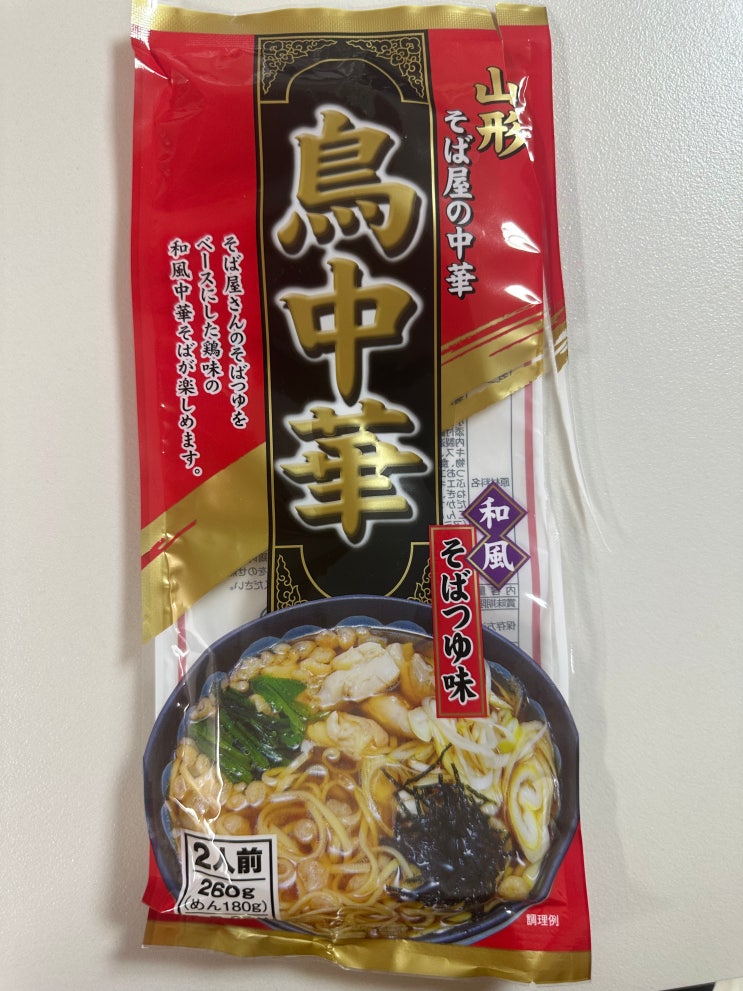 山形
そば屋の中華
鳥中華
そば屋さんのそばつゆを
ベースにした鶏味の
和風中華そばが楽しめます。
和風
そばつゆ味
2人前
260g
(めん180g)
調理例